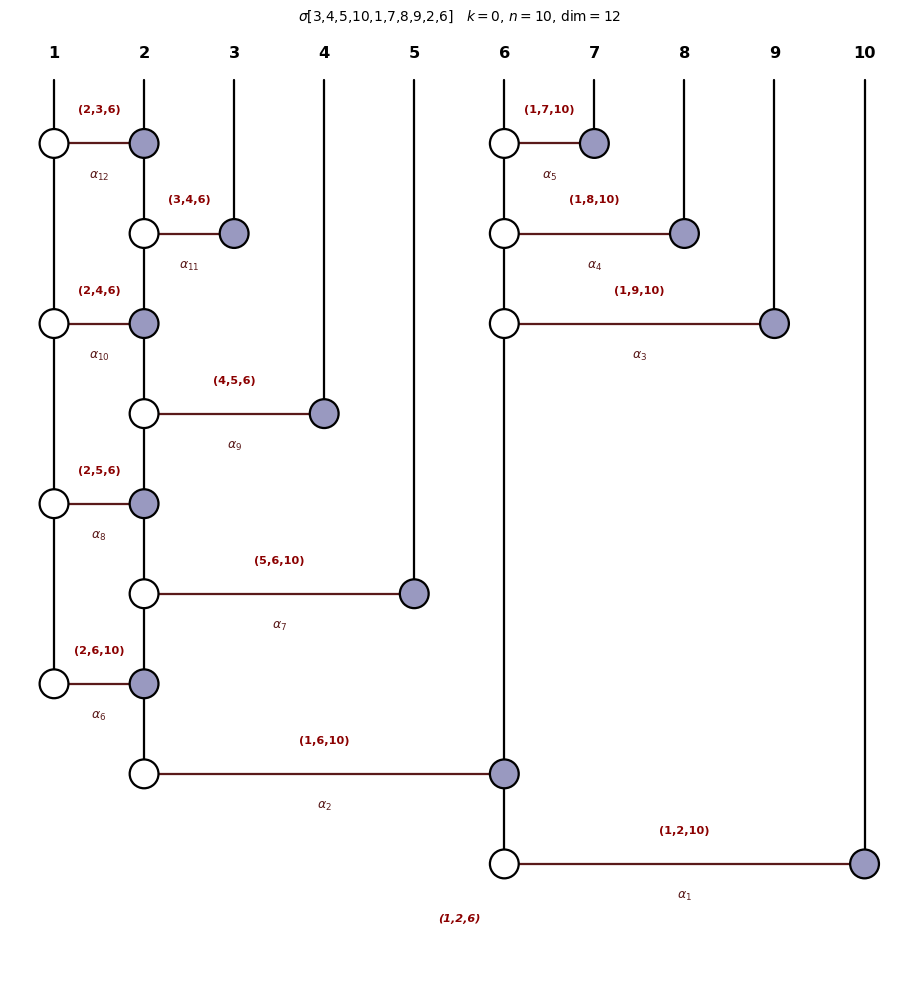 σ[3,4,5,10,1,7,8,9,2,6]   k=0, n=10, dim=12
1 2 3 4 5 6 7 8 9 10
(2,3,6) (1,7,10)
α₁₂ α₅
(3,4,6) (1,8,10)
α₁₁ α₄
(2,4,6) (1,9,10)
α₁₀ α₃
(4,5,6)
α₉
(2,5,6)
α₈
(5,6,10)
α₇
(2,6,10)
α₆
(1,6,10)
α₂
(1,2,10)
α₁
(1,2,6)